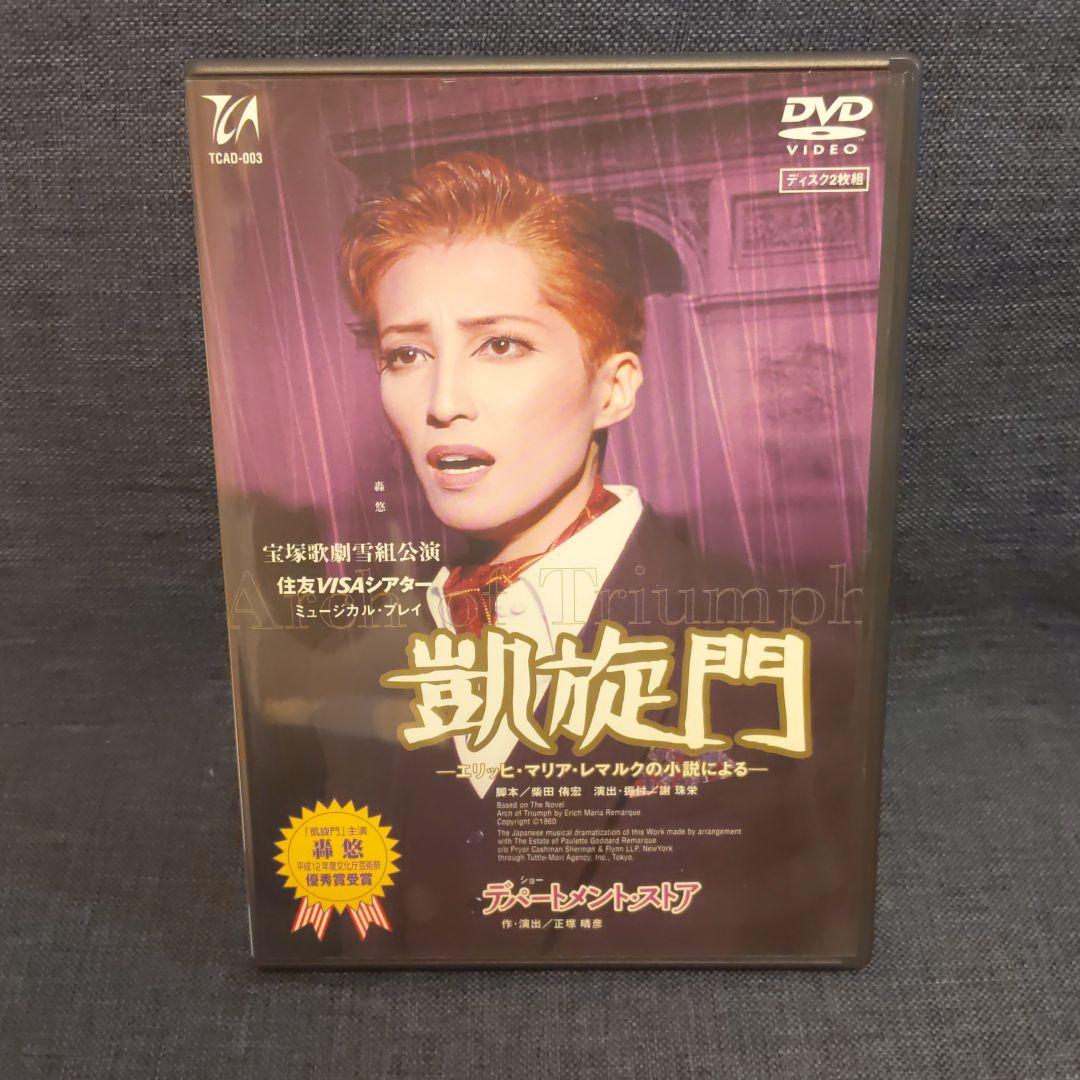 TCA
TCAD-003
DVD
VIDEO
ディスク2枚組
轟
悠
宝塚歌劇雪組公演
住友VISAシアター
ミュージカル・プレイ
Arch of Triumph
凱旋門
―エリッヒ・マリア・レマルクの小説による―
脚本／柴田 侑宏 演出・振付／謝 珠栄
Based on The Novel
Arch of Triumph by Erich Maria Remarque
Copyright ©1960
The Japanese musical dramatization of this Work made by arrangement
with The Estate of Paulette Goddard Remarque
c/o Pryor Cashman Sherman & Flynn LLP. NewYork
through Tuttle-Mori Agency, Inc., Tokyo.
「凱旋門」主演
轟 悠
平成12年度文化庁芸術祭
優秀賞受賞
ショー
デパートメント・ストア
作・演出／正塚 晴彦